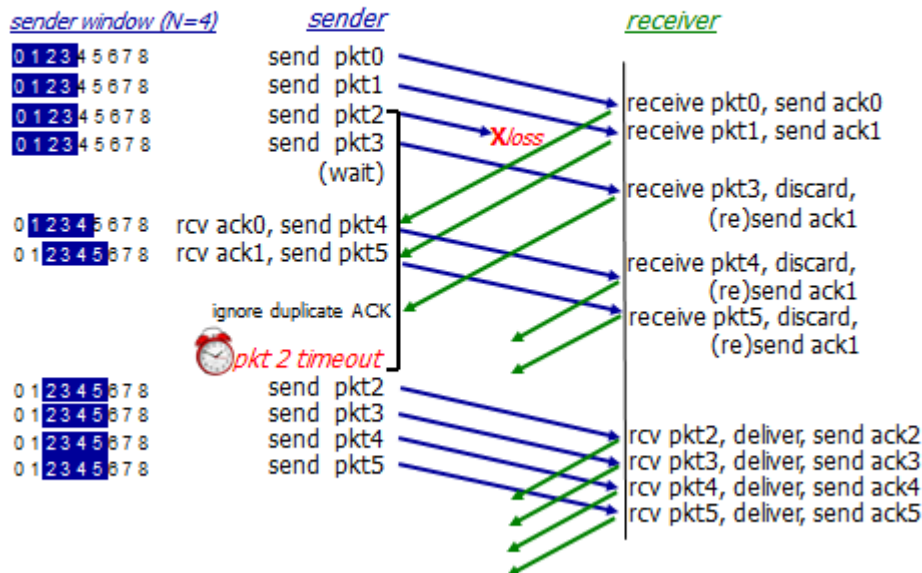 sender window (N=4) sender receiver
0 1 2 3 4 5 6 7 8 send pkt0
0 1 2 3 4 5 6 7 8 send pkt1
receive pkt0, send ack0
0 1 2 3 4 5 6 7 8 send pkt2
Xloss
receive pkt1, send ack1
0 1 2 3 4 5 6 7 8 send pkt3
(wait)
receive pkt3, discard,
(re)send ack1
0 1 2 3 4 5 6 7 8 rcv ack0, send pkt4
0 1 2 3 4 5 6 7 8 rcv ack1, send pkt5
receive pkt4, discard,
(re)send ack1
ignore duplicate ACK
receive pkt5, discard,
(re)send ack1
pkt 2 timeout
0 1 2 3 4 5 6 7 8 send pkt2
0 1 2 3 4 5 6 7 8 send pkt3
0 1 2 3 4 5 6 7 8 send pkt4
0 1 2 3 4 5 6 7 8 send pkt5
rcv pkt2, deliver, send ack2
rcv pkt3, deliver, send ack3
rcv pkt4, deliver, send ack4
rcv pkt5, deliver, send ack5